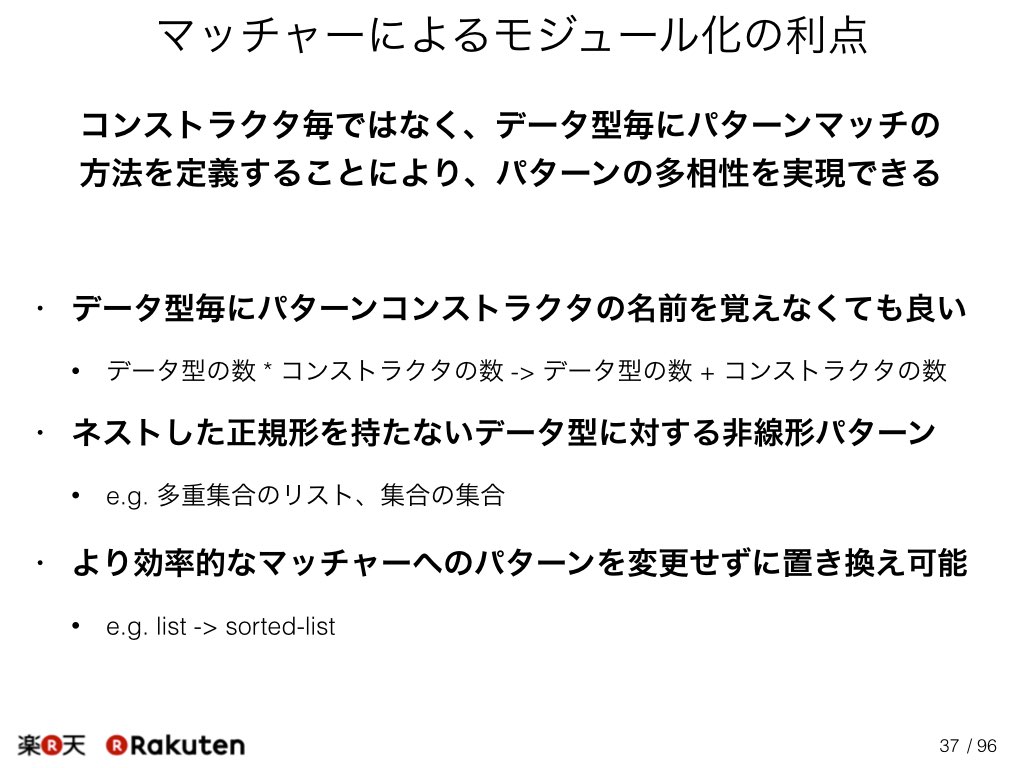 マッチャーによるモジュール化の利点
コンストラクタ毎ではなく、データ型毎にパターンマッチの
方法を定義することにより、パターンの多相性を実現できる
・ データ型毎にパターンコンストラクタの名前を覚えなくても良い
• データ型の数 * コンストラクタの数 -> データ型の数 + コンストラクタの数
・ ネストした正規形を持たないデータ型に対する非線形パターン
• e.g. 多重集合のリスト、集合の集合
・ より効率的なマッチャーへのパターンを変更せずに置き換え可能
• e.g. list -> sorted-list
楽R天 R Rakuten
37 / 96